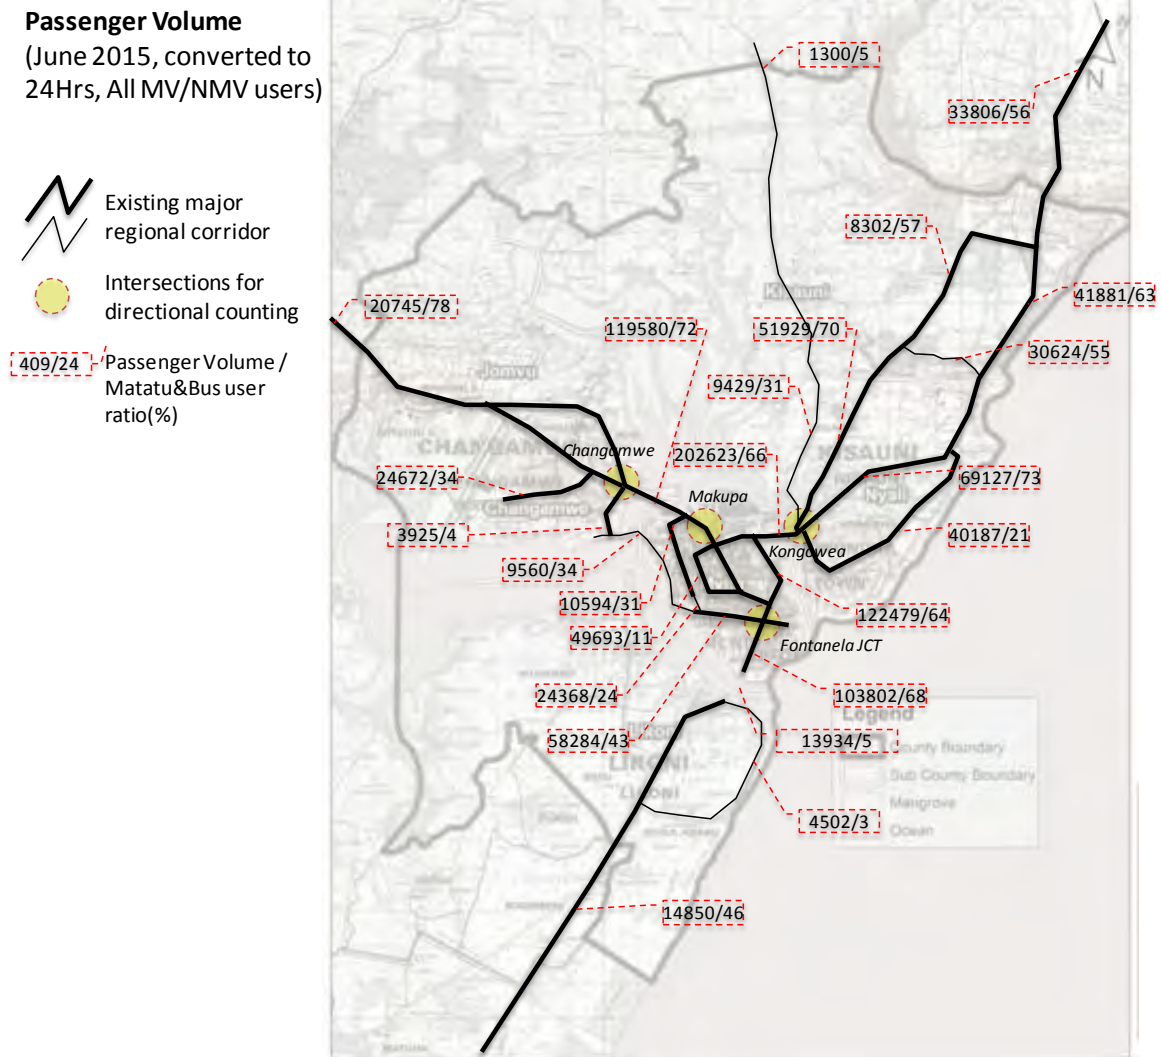 Passenger Volume
(June 2015, converted to
24Hrs, All MV/NMV users)
Existing major
regional corridor
Intersections for
directional counting
409/24
Passenger Volume /
Matatu&Bus user
ratio(%)
1300/5
33806/56
N
8302/57
41881/63
20745/78
119580/72
51929/70
30624/55
Jomvu
9429/31
CHANGAMWE
Changamwe
202623/66
KISAUNI
24672/34
Makupa
69127/73
Nyali
Changamwe
3925/4
Kongowea
40187/21
9560/34
10594/31
122479/64
49693/11
Fontanela JCT
24368/24
103802/68
Legend
58284/43
13934/5
County Boundary
LIKONI
Sub County Boundary
LIKONI
Mangrove
4502/3
Ocean
14850/46